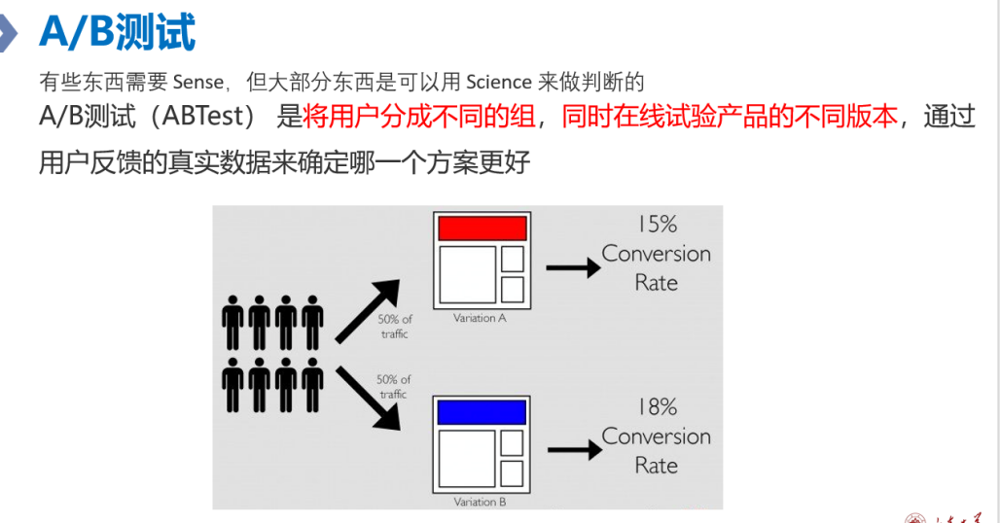 A/B测试
有些东西需要 Sense，但大部分东西是可以用 Science 来做判断的
A/B测试（ABTest） 是将用户分成不同的组，同时在线试验产品的不同版本，通过
用户反馈的真实数据来确定哪一个方案更好
15%
Conversion
Rate
Variation A
50% of
traffic
50% of
traffic
18%
Conversion
Rate
Variation B